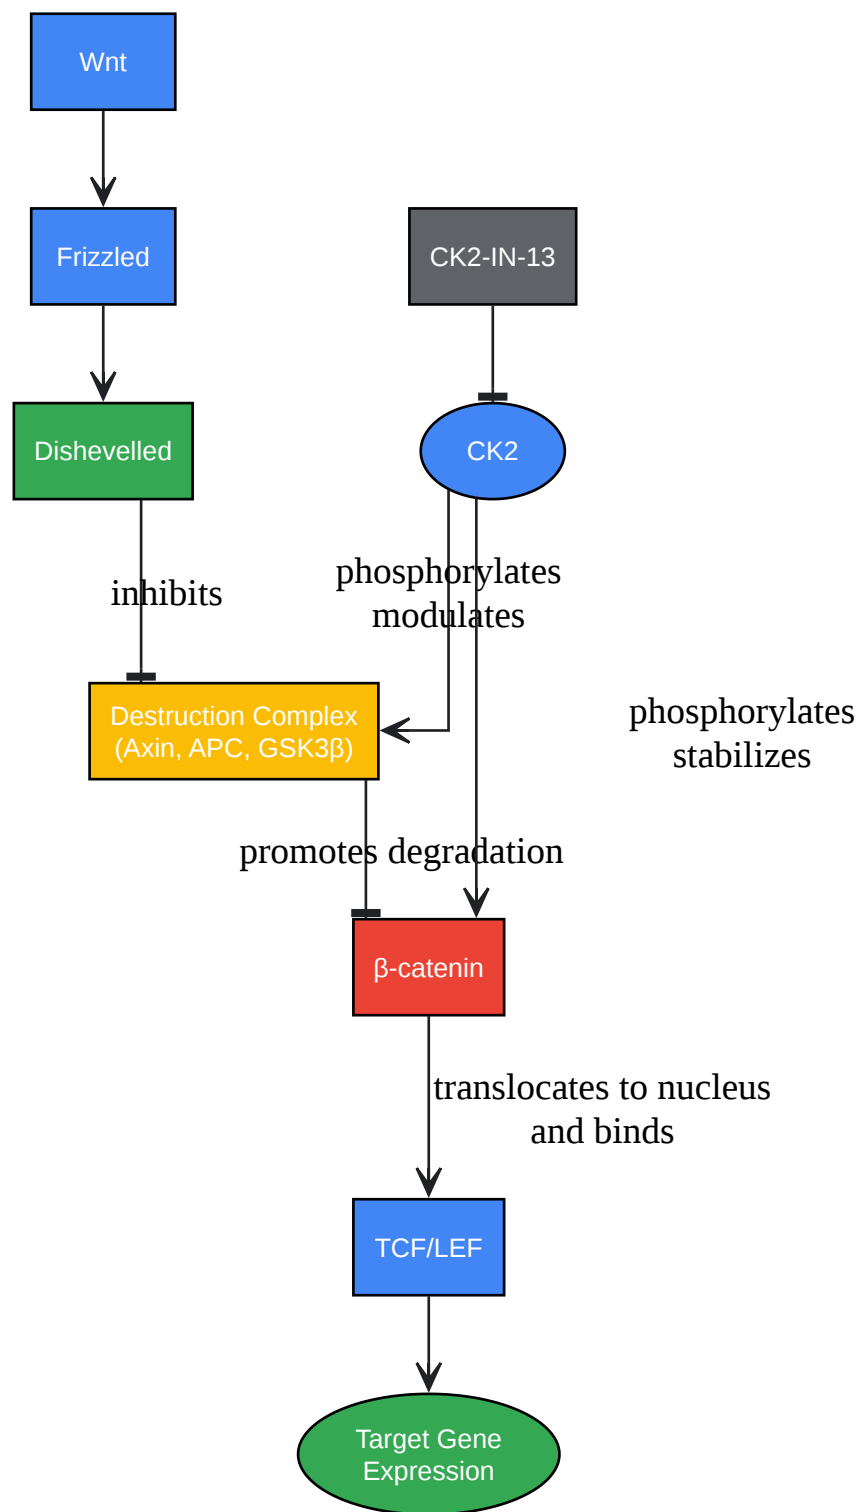 Wnt
Frizzled
CK2-IN-13
Dishevelled
CK2
inhibits
phosphorylates
modulates
Destruction Complex
(Axin, APC, GSK3β)
phosphorylates
stabilizes
promotes degradation
β-catenin
translocates to nucleus
and binds
TCF/LEF
Target Gene
Expression